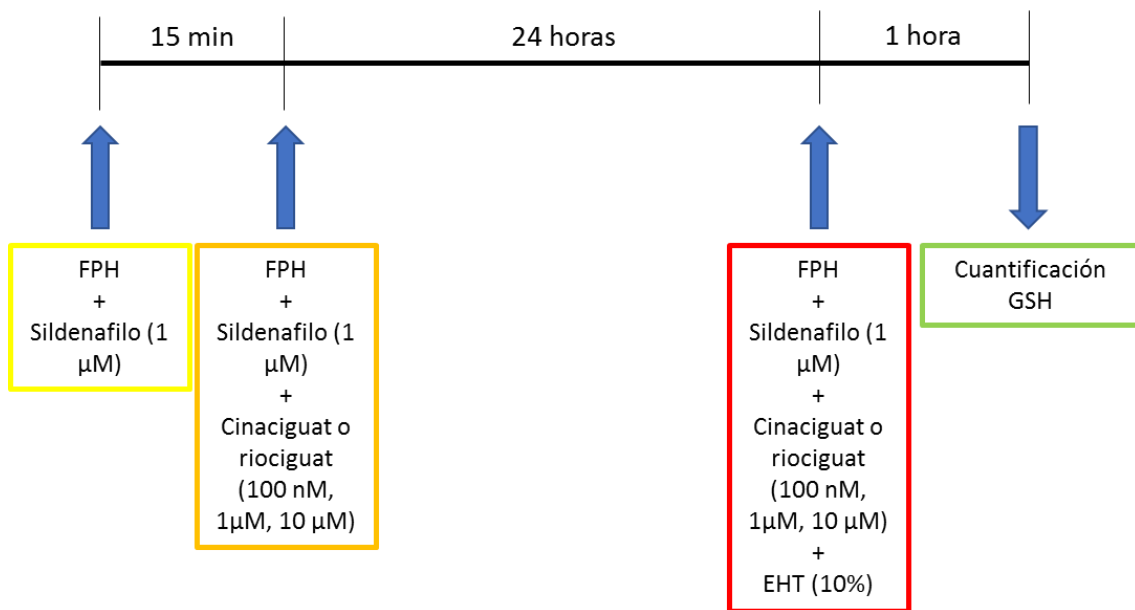 15 min
24 horas
1 hora
FPH
+
Sildenafilo (1
µM)
FPH
+
Sildenafilo (1
µM)
+
Cinaciguat o
riociguat
(100 nM,
1µM, 10 µM)
FPH
+
Sildenafilo (1
µM)
+
Cinaciguat o
riociguat
(100 nM,
1µM, 10 µM)
+
EHT (10%)
Cuantificación
GSH